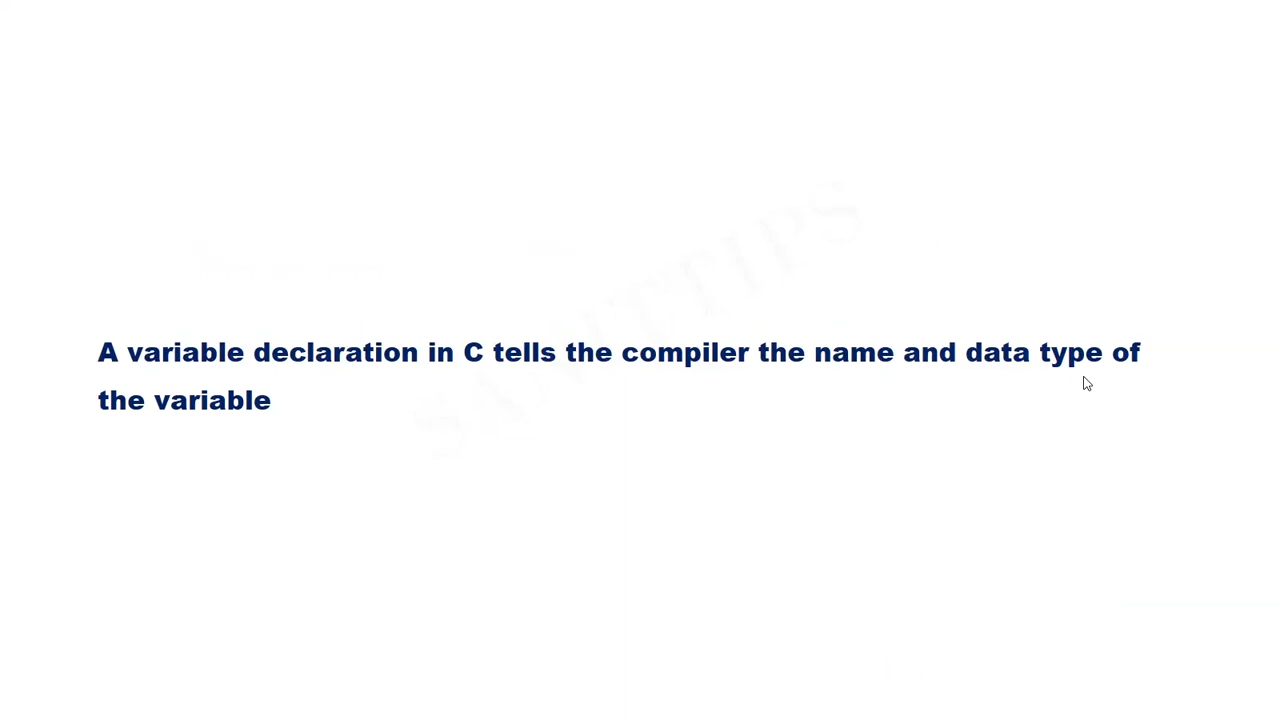 A variable declaration in C tells the compiler the name and data type of
the variable